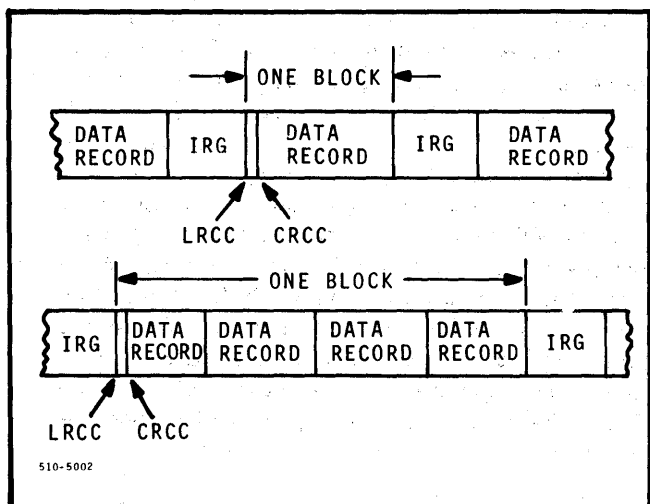 ONE BLOCK
DATA RECORD
IRG
DATA RECORD
IRG
DATA RECORD
LRCC CRCC
ONE BLOCK
IRG
DATA RECORD
DATA RECORD
DATA RECORD
DATA RECORD
IRG
LRCC CRCC
510-5002